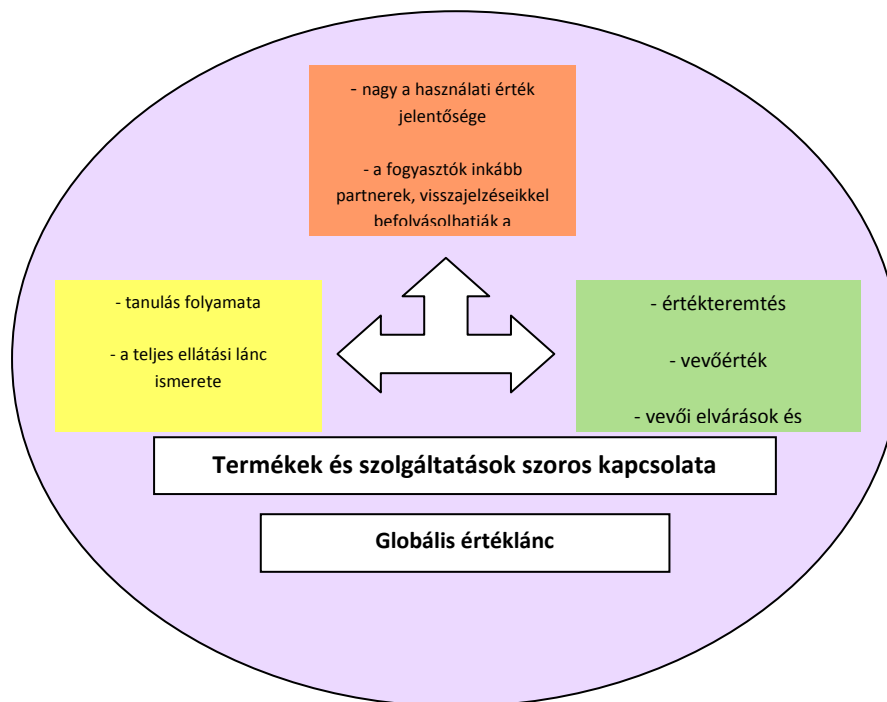 - nagy a használati érték
jelentősége
- a fogyasztók inkább
partnerek, visszajelzéseikkel
befolyásolhatják a
- tanulás folyamata
- a teljes ellátási lánc
ismerete
- értékteremtés
- vevőérték
- vevői elvárások és
Termékek és szolgáltatások szoros kapcsolata
Globális értéklánc